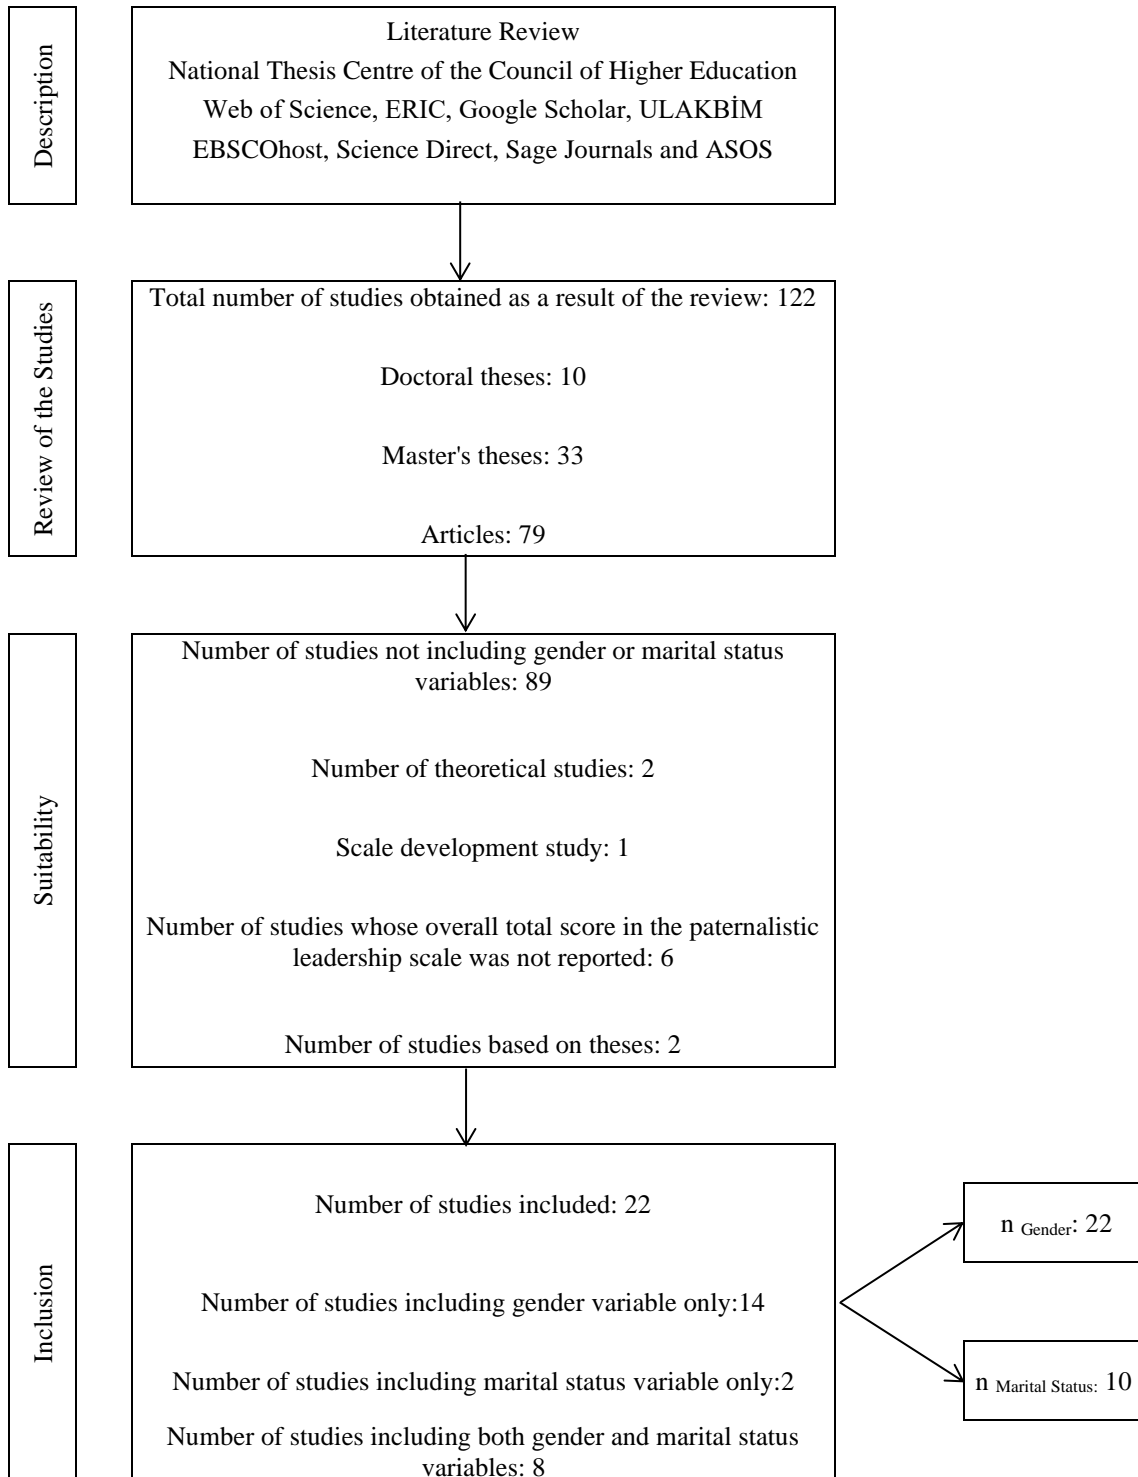 Description
Literature Review
National Thesis Centre of the Council of Higher Education
Web of Science, ERIC, Google Scholar, ULAKBİM
EBSCOhost, Science Direct, Sage Journals and ASOS
Review of the Studies
Total number of studies obtained as a result of the review: 122
Doctoral theses: 10
Master's theses: 33
Articles: 79
Suitability
Number of studies not including gender or marital status
variables: 89
Number of theoretical studies: 2
Scale development study: 1
Number of studies whose overall total score in the paternalistic
leadership scale was not reported: 6
Number of studies based on theses: 2
Inclusion
Number of studies included: 22
Number of studies including gender variable only:14
Number of studies including marital status variable only:2
Number of studies including both gender and marital status
variables: 8
n Gender: 22
n Marital Status: 10